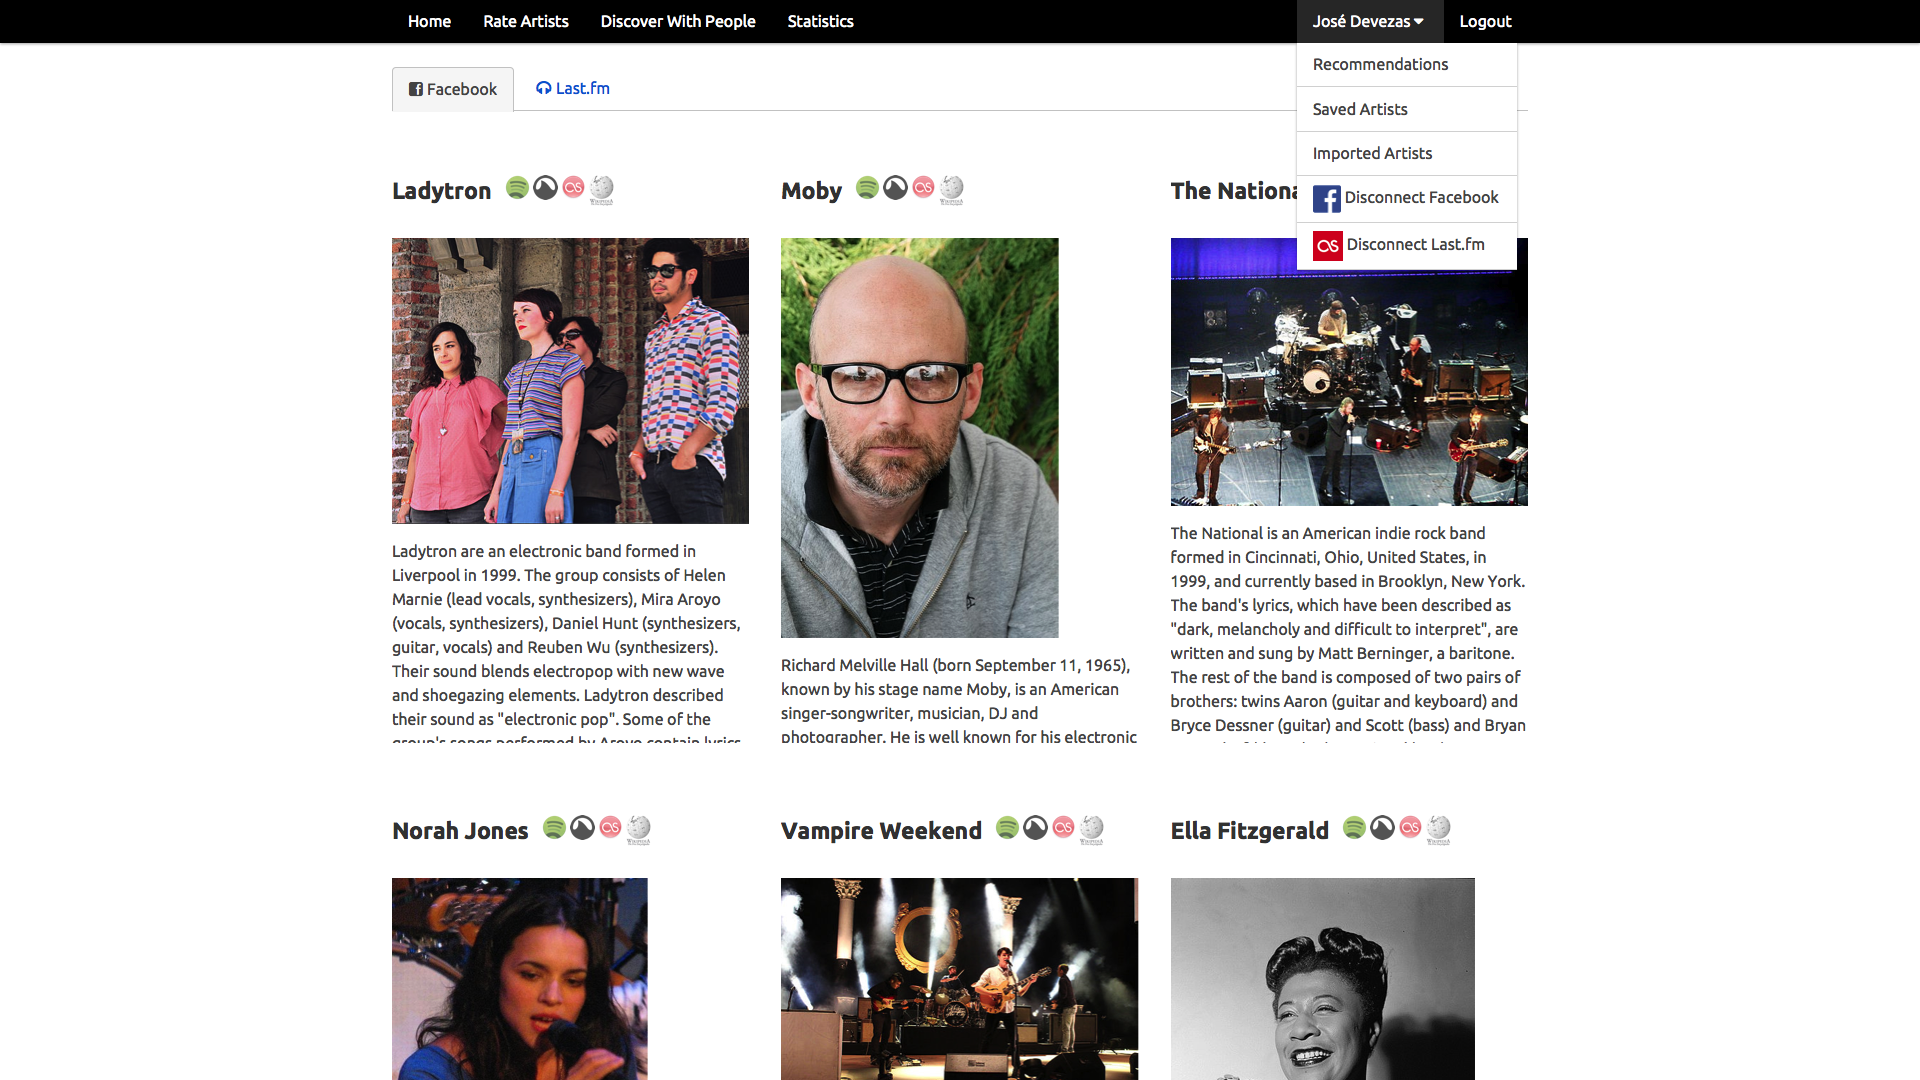 Home Rate Artists Discover With People Statistics José Devezas Logout
Recommendations
Saved Artists
Imported Artists
Disconnect Facebook
Disconnect Last.fm
Facebook Last.fm
Ladytron
Ladytron are an electronic band formed in
Liverpool in 1999. The group consists of Helen
Marnie (lead vocals, synthesizers), Mira Aroyo
(vocals, synthesizers), Daniel Hunt (synthesizers,
guitar, vocals) and Reuben Wu (synthesizers).
Their sound blends electropop with new wave
and shoegazing elements. Ladytron described
their sound as "electronic pop". Some of the
group's songs performed by Aroyo contain lyrics
Moby
Richard Melville Hall (born September 11, 1965),
known by his stage name Moby, is an American
singer-songwriter, musician, DJ and
photographer. He is well known for his electronic
The Nationa
The National is an American indie rock band
formed in Cincinnati, Ohio, United States, in
1999, and currently based in Brooklyn, New York.
The band's lyrics, which have been described as
"dark, melancholy and difficult to interpret", are
written and sung by Matt Berninger, a baritone.
The rest of the band is composed of two pairs of
brothers: twins Aaron (guitar and keyboard) and
Bryce Dessner (guitar) and Scott (bass) and Bryan
Norah Jones
Vampire Weekend
Ella Fitzgerald